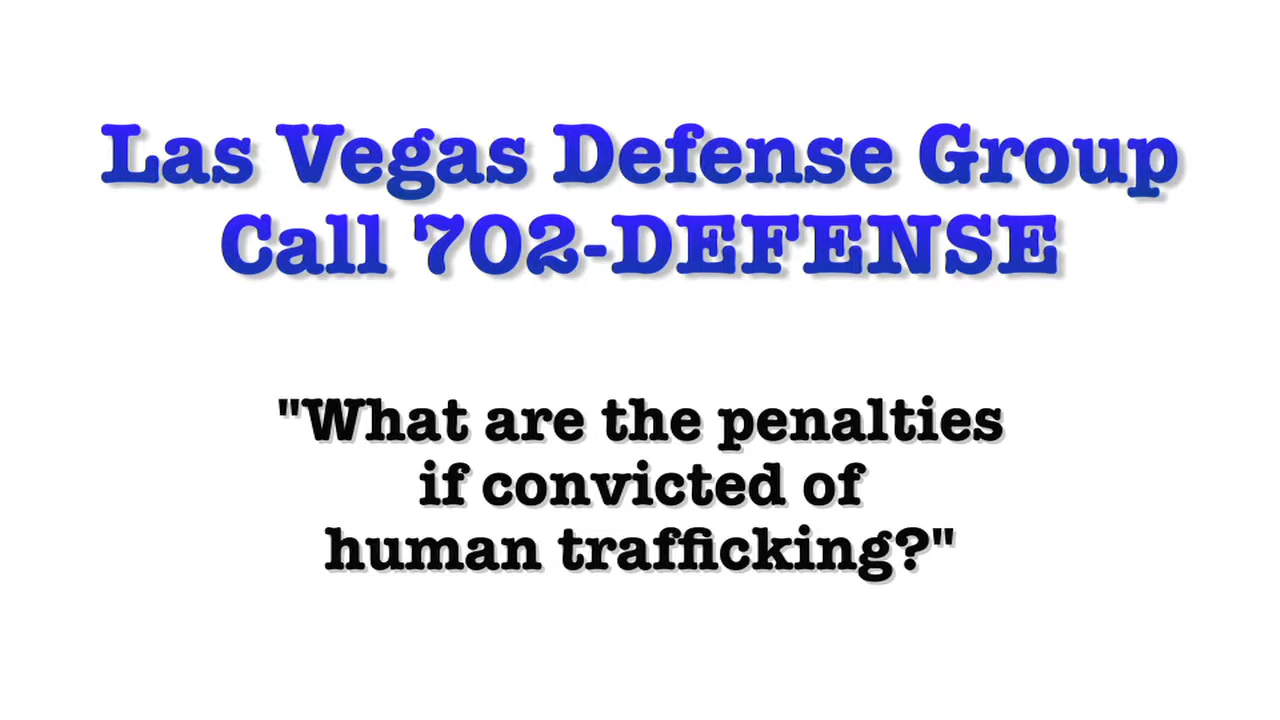 Las Vegas Defense Group
Call 702-DEFENSE
"What are the penalties
if convicted of
human trafficking?"